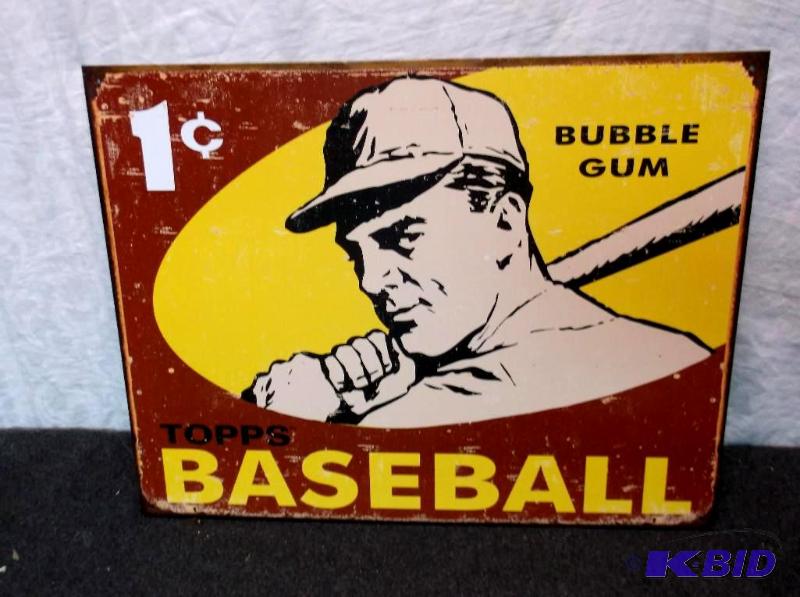 1¢
BUBBLE
GUM
TOPPS
BASEBALL
K-BID